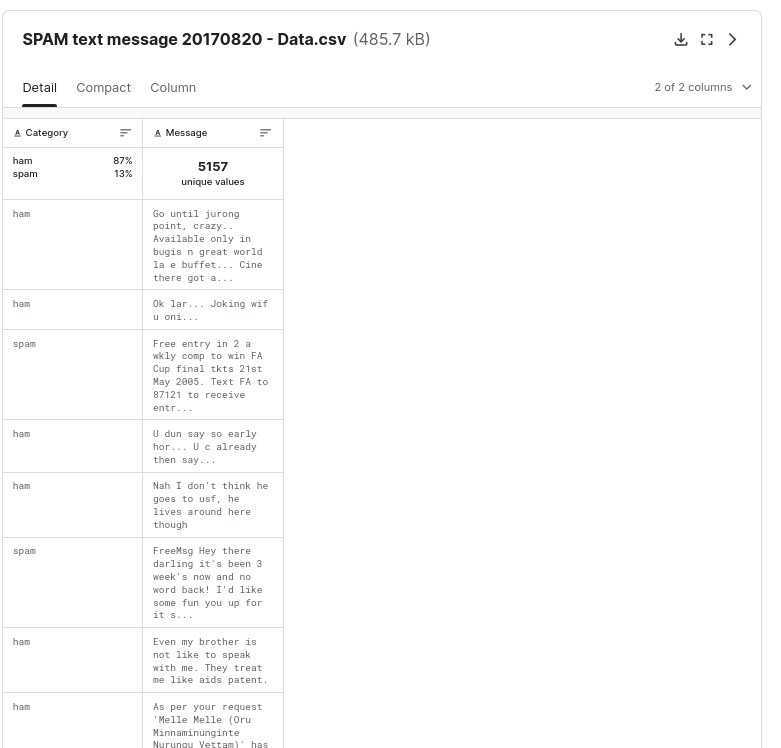 SPAM text message 20170820 - Data.csv (485.7 kB)
Detail Compact Column 2 of 2 columns
A Category A Message
ham 87%
spam 13%
5157
unique values
ham
Go until jurong
point, crazy..
Available only in
bugis n great world
la e buffet... Cine
there got a...
ham
Ok lar... Joking wif
u oni...
spam
Free entry in 2 a
wkly comp to win FA
Cup final tkts 21st
May 2005. Text FA to
87121 to receive
entr...
ham
U dun say so early
hor... U c already
then say...
ham
Nah I don't think he
goes to usf, he
lives around here
though
spam
FreeMsg Hey there
darling it's been 3
week's now and no
word back! I'd like
some fun you up for
it s...
ham
Even my brother is
not like to speak
with me. They treat
me like aids patent.
ham
As per your request
'Melle Melle (Oru
Minnaminunginte
Nurungu Vettam)' has